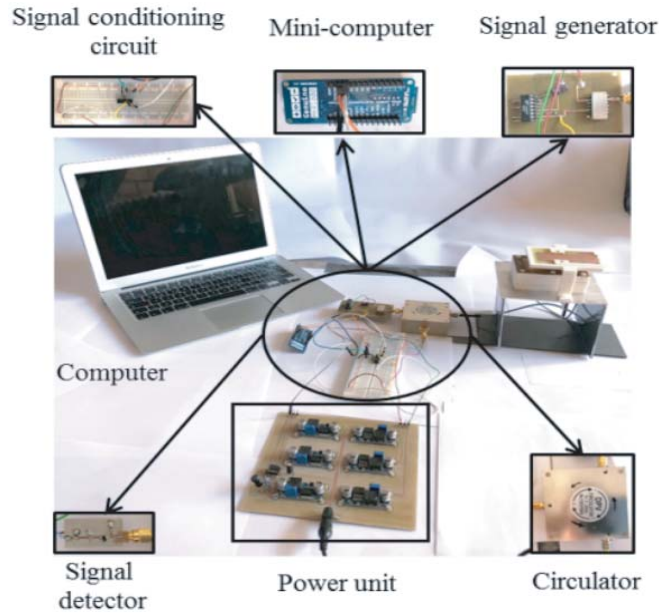 Signal conditioning
circuit
Mini-computer
Signal generator
Computer
Signal
detector
Power unit
Circulator